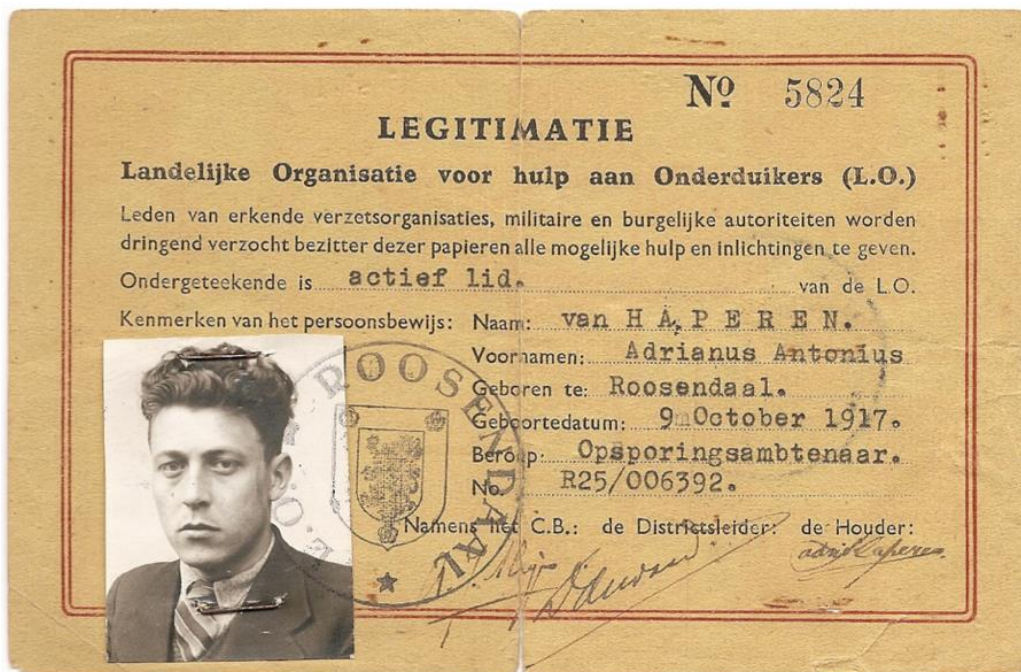 Nº 5824
LEGITIMATIE
Landelijke Organisatie voor hulp aan Onderduikers (L.O.)
Leden van erkende verzetsorganisaties, militaire en burgelijke autoriteiten worden
dringend verzocht bezitter dezer papieren alle mogelijke hulp en inlichtingen te geven.
Ondergeteekende is actief lid. van de L.O.
Kenmerken van het persoonsbewijs: Naam: van HAPEREN.
Voornamen: Adrianus Antonius
Geboren te: Roosendaal.
Geboortedatum: 9 October 1917.
Beroep: Opsporingsambtenaar.
No. R25/006392.
Namens het C.B.: de Districtsleider: de Houder:
ROOSENDAAL